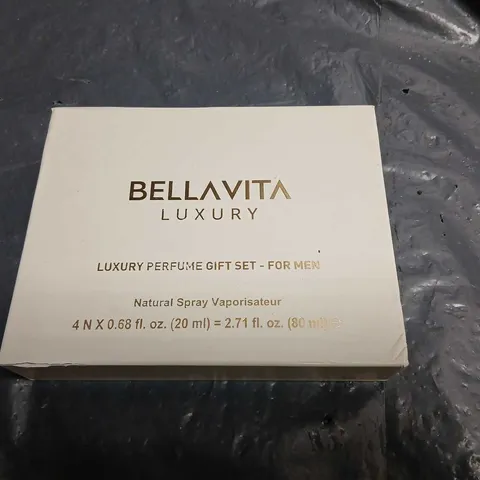 BELLAVITA
LUXURY
LUXURY PERFUME GIFT SET - FOR MEN
Natural Spray Vaporisateur
4 N X 0.68 fl. oz. (20 ml) = 2.71 fl. oz. (80 ml)